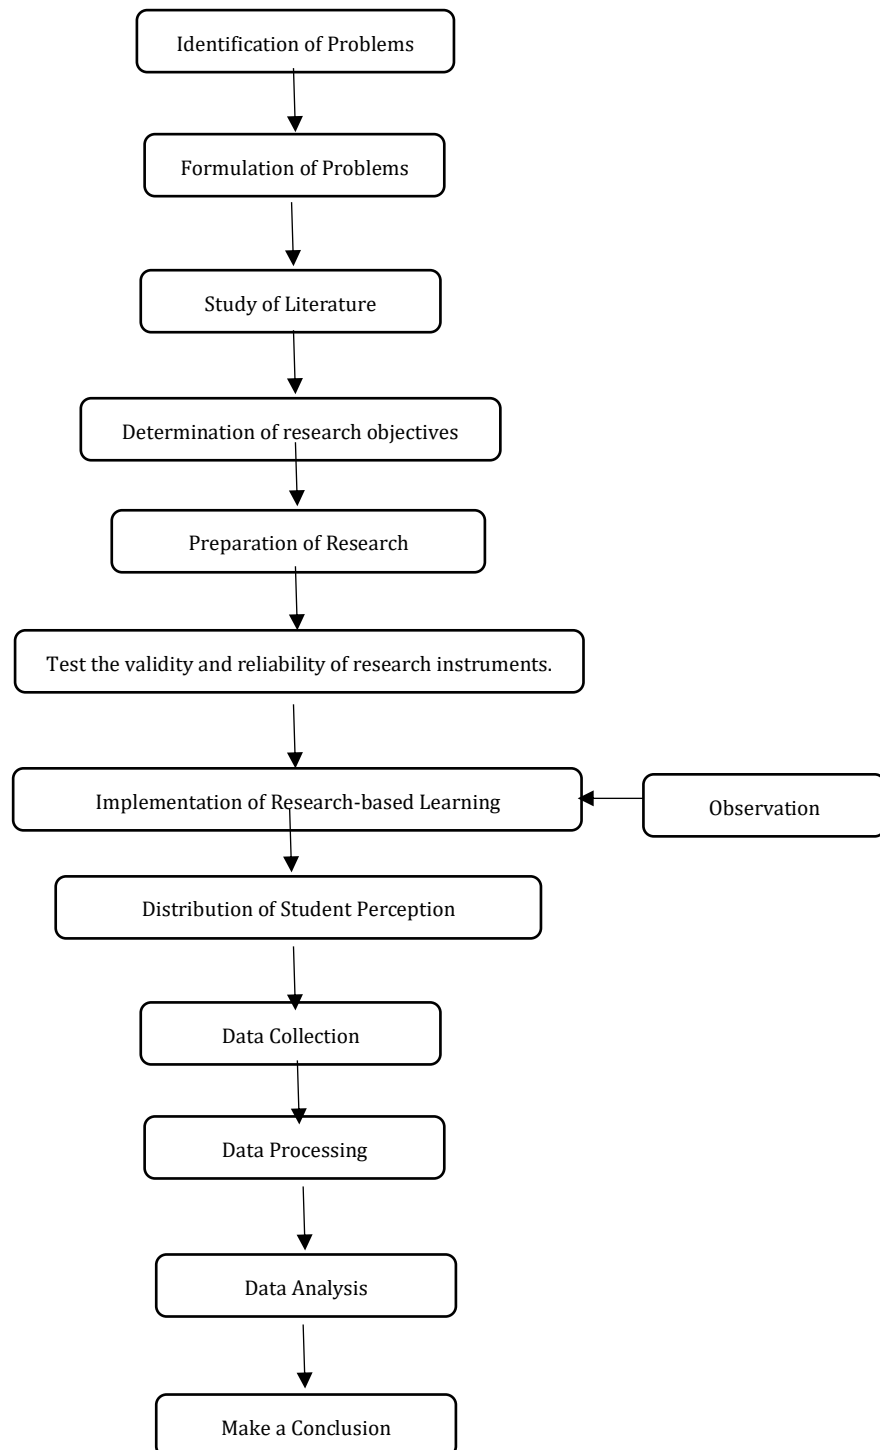 Identification of Problems
Formulation of Problems
Study of Literature
Determination of research objectives
Preparation of Research
Test the validity and reliability of research instruments.
Implementation of Research-based Learning
Observation
Distribution of Student Perception
Data Collection
Data Processing
Data Analysis
Make a Conclusion